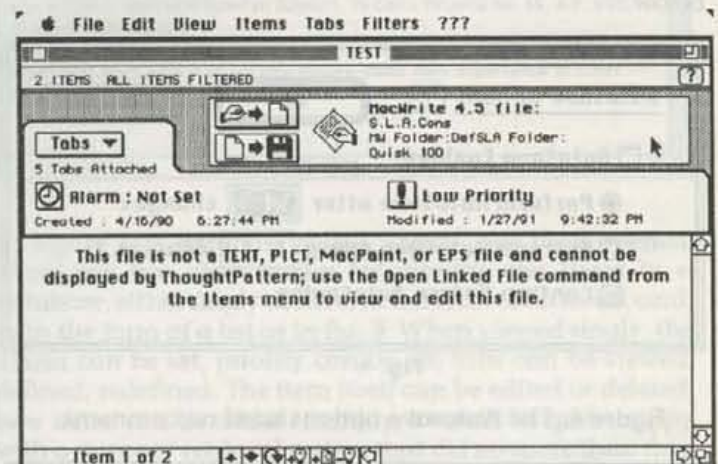 File Edit View Items Tabs Filters ???
TEST
2 ITEMS ALL ITEMS FILTERED
(?)
MacWrite 4.5 file:
S.L.A.Cons
MW Folder:DefSLA Folder:
Quisk 100
Tabs
5 Tabs Attached
Alarm : Not Set
Low Priority
Created : 4/16/90 6:27:44 PM
Modified : 1/27/91 9:42:32 PM
This file is not a TEXT, PICT, MacPaint, or EPS file and cannot be
displayed by ThoughtPattern; use the Open Linked File command from
the Items menu to view and edit this file.
Item 1 of 2